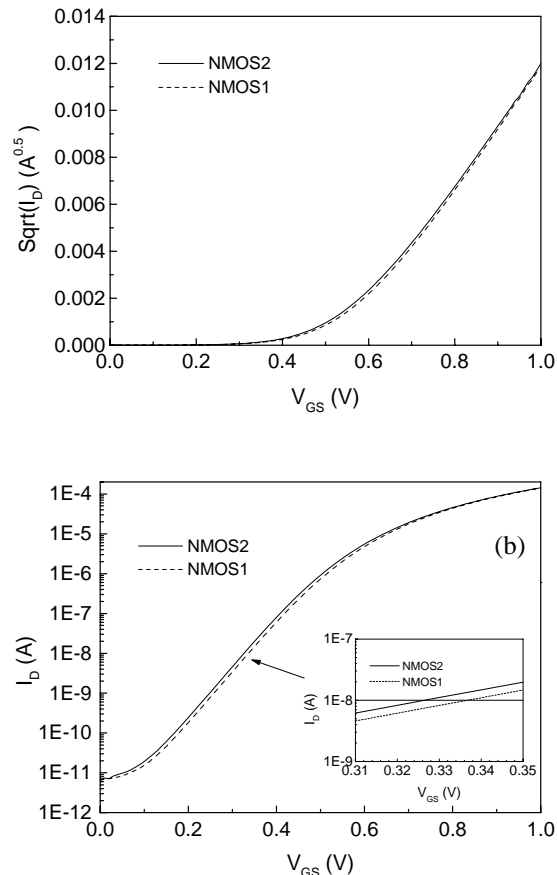 0.014
0.012
0.010
0.008
0.006
0.004
0.002
0.000
Sqrt(I_D) (A^0.5)
NMOS2
NMOS1
0.0 0.2 0.4 0.6 0.8 1.0
V_GS (V)
1E-4
1E-5
1E-6
1E-7
1E-8
1E-9
1E-10
1E-11
1E-12
I_D (A)
NMOS2
NMOS1
(b)
1E-7
1E-8
1E-9
I_D (A)
NMOS2
NMOS1
0.31 0.32 0.33 0.34 0.35
V_GS (V)
0.0 0.2 0.4 0.6 0.8 1.0
V_GS (V)